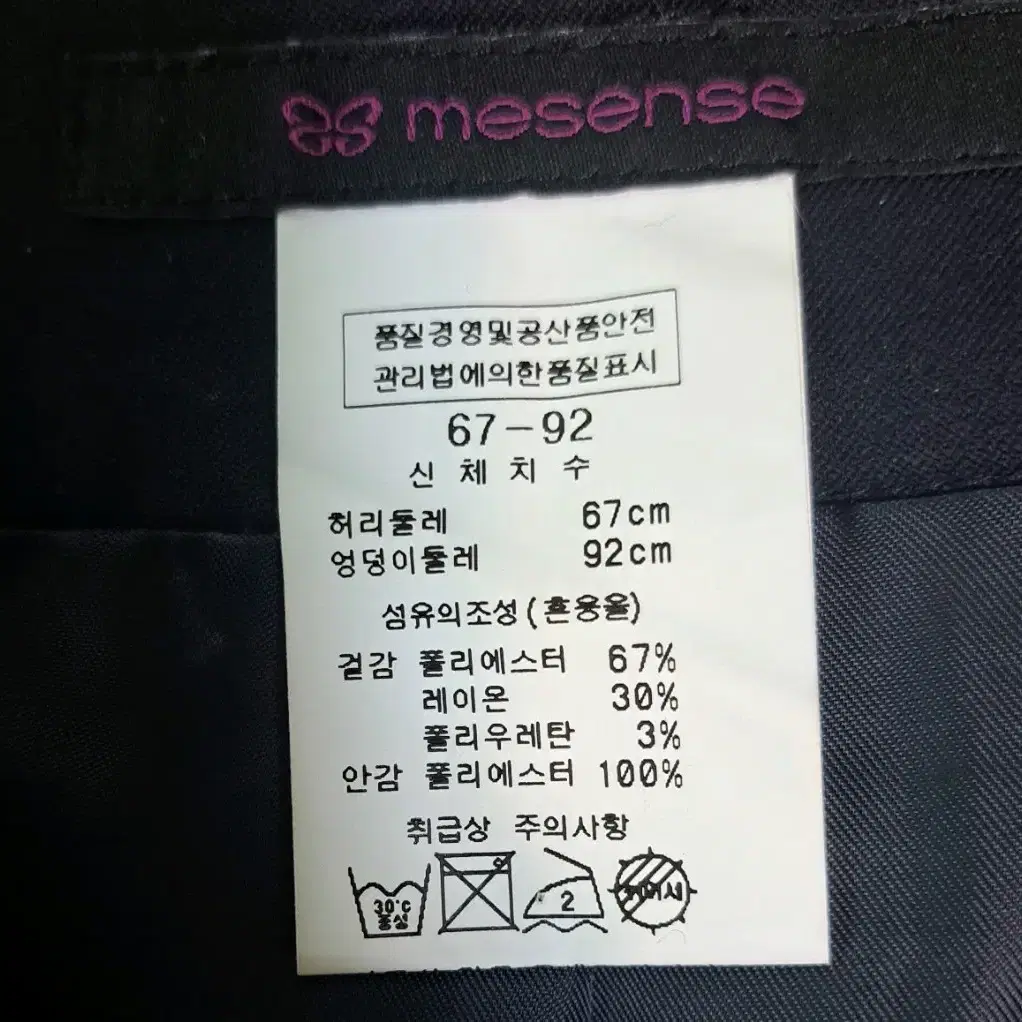 mesense
품질경영및공산품안전
관리법에의한품질표시
67-92
신 체 치 수
허리둘레 67cm
엉덩이둘레 92cm
섬유의조성(혼용율)
겉감 폴리에스터 67%
레이온 30%
폴리우레탄 3%
안감 폴리에스터 100%
취급상 주의사항
30℃
중성
2